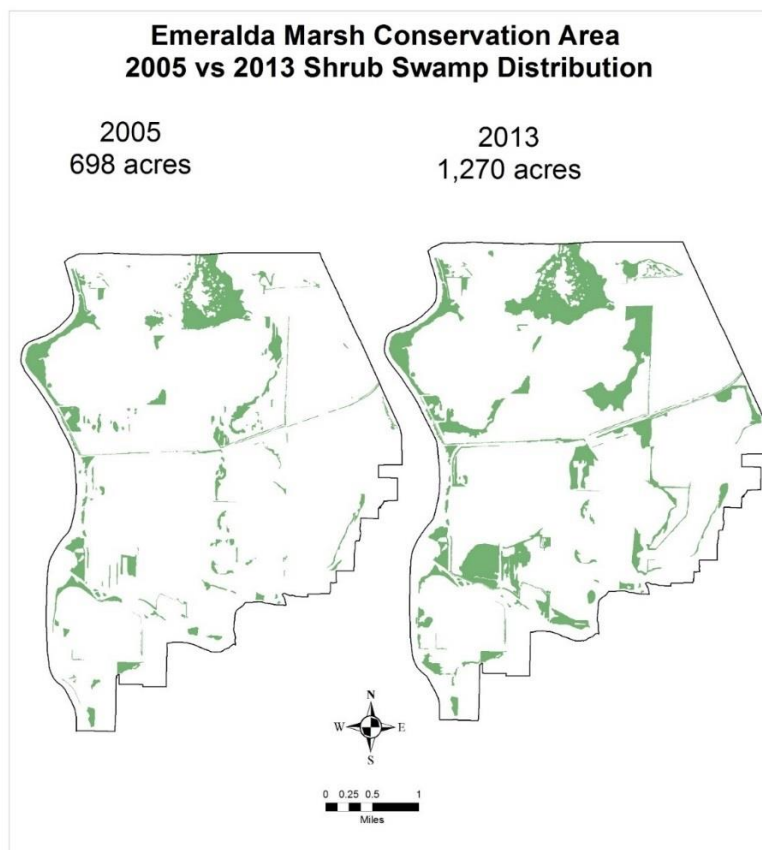 Emeralda Marsh Conservation Area
2005 vs 2013 Shrub Swamp Distribution
2005
698 acres
2013
1,270 acres
N
W E
S
0 0.25 0.5 1
Miles